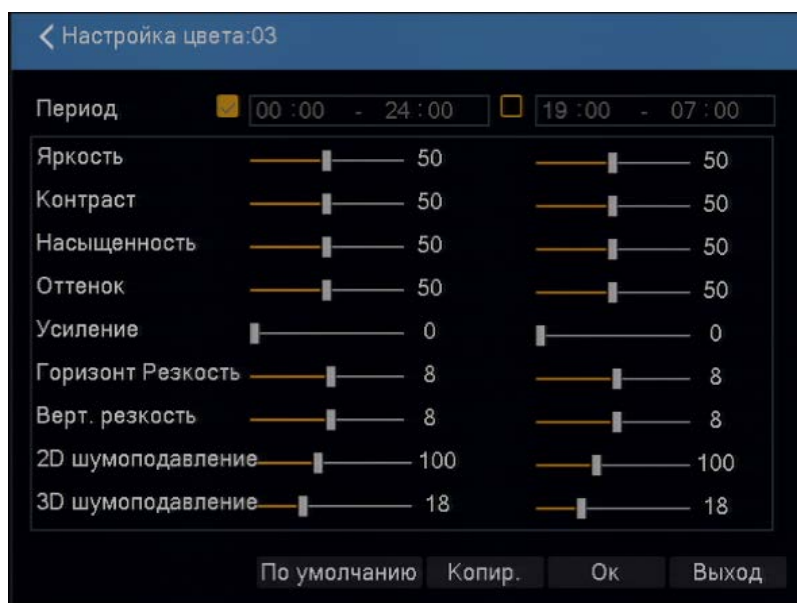 Настройка цвета:03
Период 00 :00 - 24 : 00 19 :00 - 07 : 00
Яркость 50 50
Контраст 50 50
Насыщенность 50 50
Оттенок 50 50
Усиление 0 0
Горизонт Резкость 8 8
Верт. резкость 8 8
2D шумоподавление 100 100
3D шумоподавление 18 18
По умолчанию Копир. Ок Выход